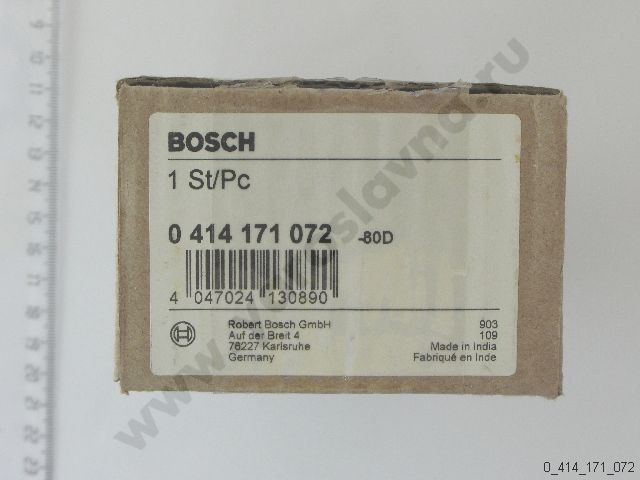 BOSCH
1 St/Pc
0 414 171 072 -80D
4 047024 130890
Robert Bosch GmbH
Auf der Breit 4
76227 Karlsruhe
Germany
903
109
Made in India
Fabriqué en Inde
0_414_171_072